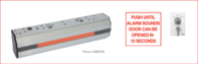 PUSH UNTIL
ALARM SOUNDS
DOOR CAN BE
OPENED IN
15 SECONDS